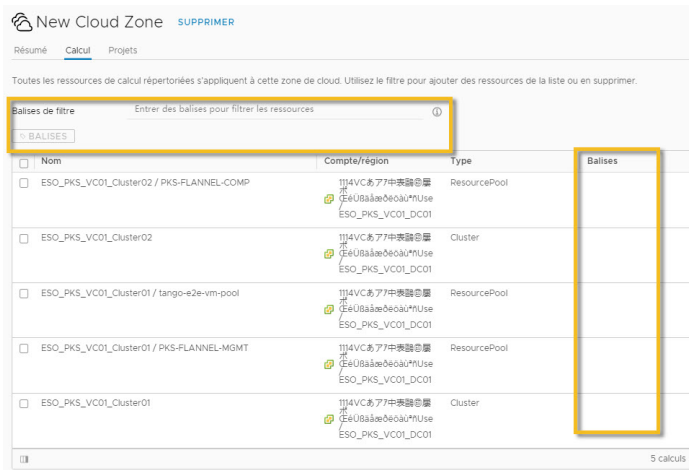 New Cloud Zone SUPPRIMER
Résumé Calcul Projets
Toutes les ressources de calcul répertoriées s'appliquent à cette zone de cloud. Utilisez le filtre pour ajouter des ressources de la liste ou en supprimer.
Balises de filtre Entrer des balises pour filtrer les ressources
BALISES
Nom Compte/région Type Balises
ESO_PKS_VC01_Cluster02 / PKS-FLANNEL-COMP ResourcePool
/
ESO_PKS_VC01_DC01
ESO_PKS_VC01_Cluster02 Cluster
/
ESO_PKS_VC01_DC01
ESO_PKS_VC01_Cluster01 / tango-e2e-vm-pool ResourcePool
/
ESO_PKS_VC01_DC01
ESO_PKS_VC01_Cluster01 / PKS-FLANNEL-MGMT ResourcePool
/
ESO_PKS_VC01_DC01
ESO_PKS_VC01_Cluster01 Cluster
/
ESO_PKS_VC01_DC01
5 calculs